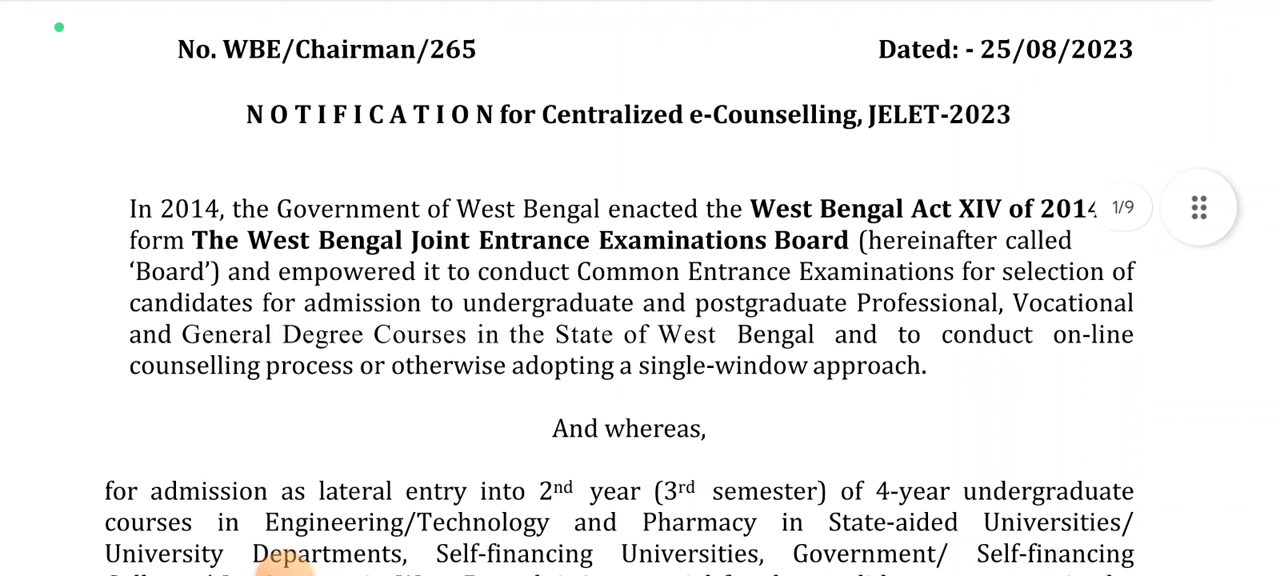 No. WBE/Chairman/265 Dated: - 25/08/2023
N O T I F I C A T I O N for Centralized e-Counselling, JELET-2023
In 2014, the Government of West Bengal enacted the West Bengal Act XIV of 2014 1/9
form The West Bengal Joint Entrance Examinations Board (hereinafter called
‘Board’) and empowered it to conduct Common Entrance Examinations for selection of
candidates for admission to undergraduate and postgraduate Professional, Vocational
and General Degree Courses in the State of West Bengal and to conduct on-line
counselling process or otherwise adopting a single-window approach.
And whereas,
for admission as lateral entry into 2nd year (3rd semester) of 4-year undergraduate
courses in Engineering/Technology and Pharmacy in State-aided Universities/
University Departments, Self-financing Universities, Government/ Self-financing